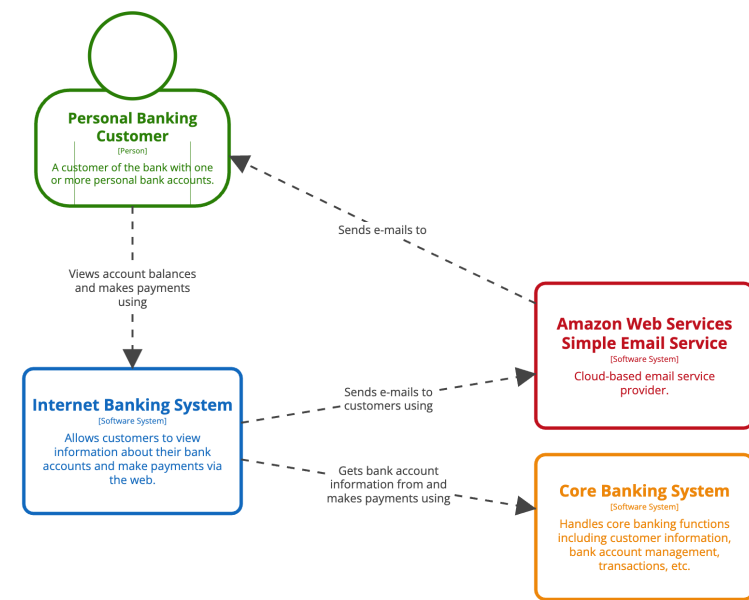 Personal Banking
Customer
[Person]
A customer of the bank with one
or more personal bank accounts.
Sends e-mails to
Views account balances
and makes payments
using
Amazon Web Services
Simple Email Service
[Software System]
Cloud-based email service
provider.
Internet Banking System
[Software System]
Allows customers to view
information about their bank
accounts and make payments via
the web.
Sends e-mails to
customers using
Gets bank account
information from and
makes payments using
Core Banking System
[Software System]
Handles core banking functions
including customer information,
bank account management,
transactions, etc.